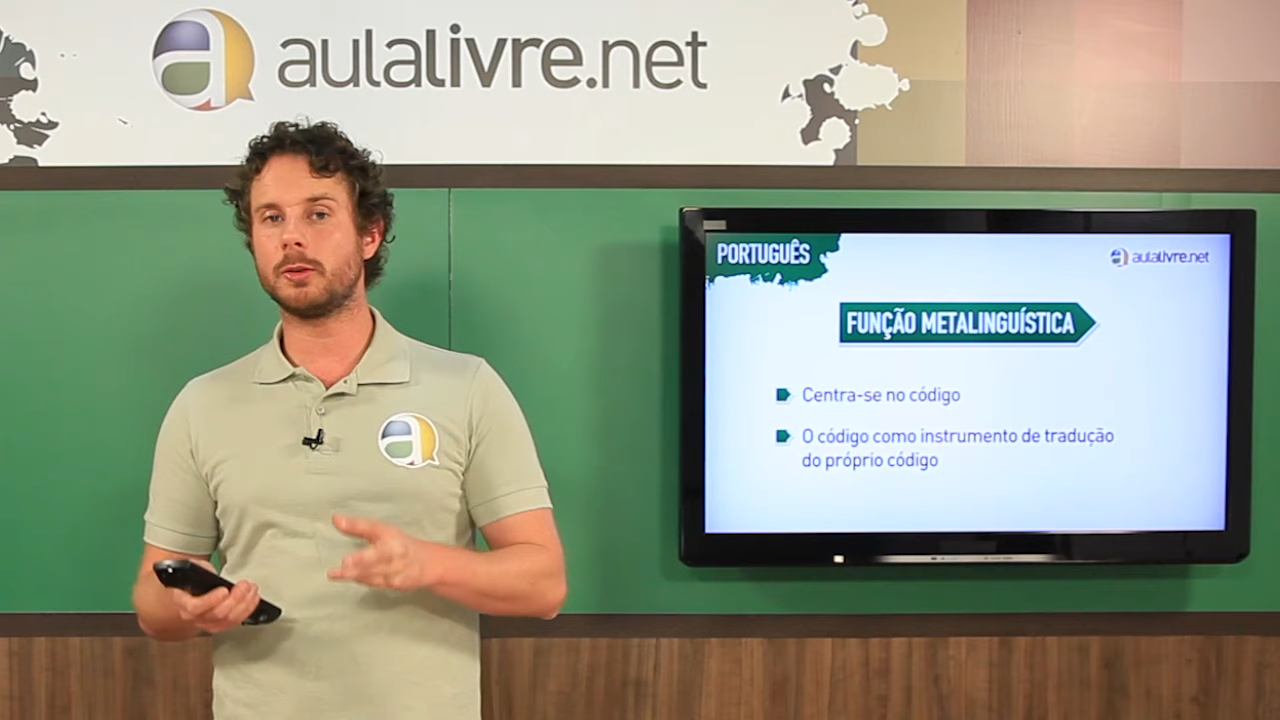 aulalivre.net
PORTUGUÊS
aulalivre.net
FUNÇÃO METALINGUÍSTICA
Centra-se no código
O código como instrumento de tradução
do próprio código